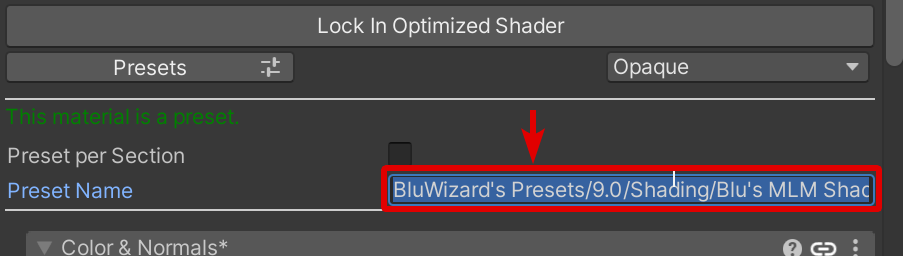 Lock In Optimized Shader
Presets
Opaque
This material is a preset.
Preset per Section
Preset Name
BluWizard's Presets/9.0/Shading/Blu's MLM Shad
Color & Normals*